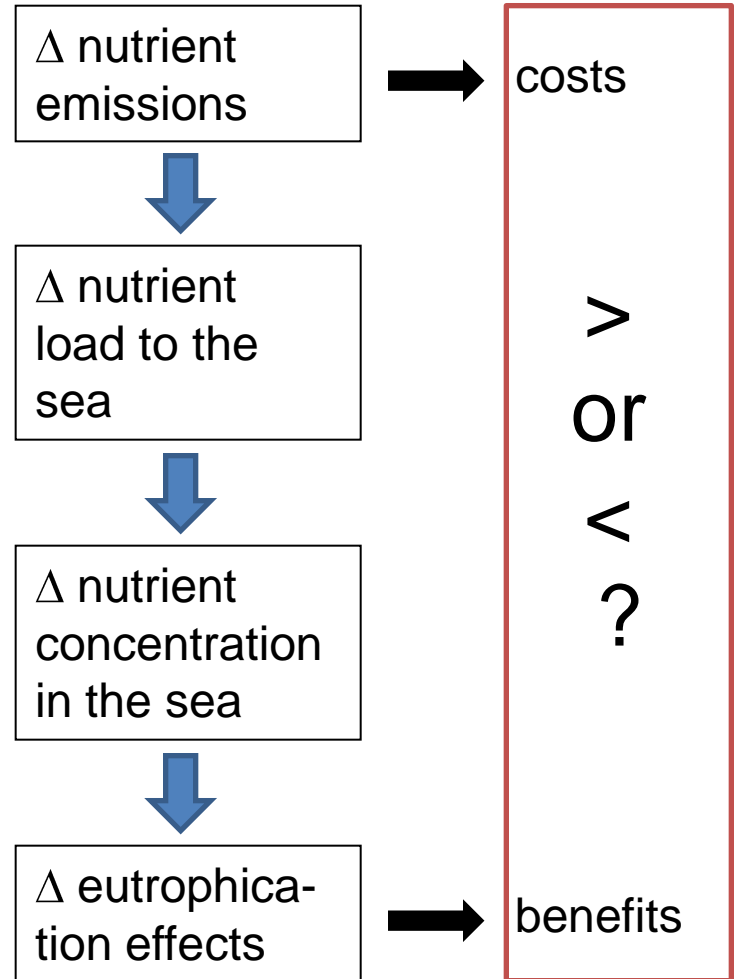 Δ nutrient
emissions
costs
Δ nutrient
load to the
sea
>
or
<
?
Δ nutrient
concentration
in the sea
Δ eutrophica-
tion effects
benefits